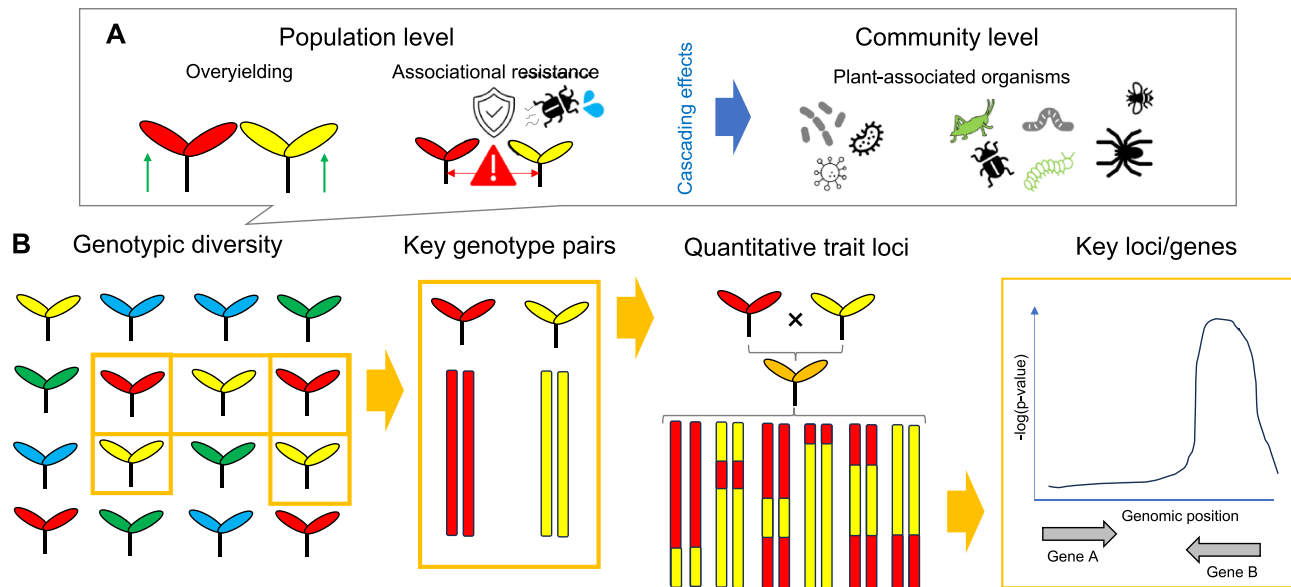 A
Population level
Community level
Overyielding
Associational resistance
Plant-associated organisms
Cascading effects
B
Genotypic diversity
Key genotype pairs
Quantitative trait loci
Key loci/genes
×
-log(p-value)
Genomic position
Gene A
Gene B